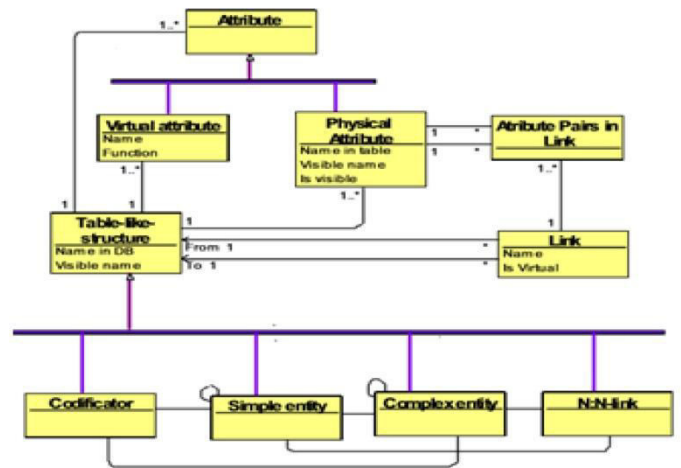 Attribute
1..*
Virtual attribute
Name
Function
Physical
Attribute
Name in table
Visible name
Is visible
Atribute Pairs in
Link
1 *
1 *
1..*
1..*
1..*
1 1 1 1
Table-like-
structure
Name in DB
Visible name
From 1 *
To 1 *
Link
Name
Is Virtual
Codificator
Simple entity
Complex entity
N:N-link